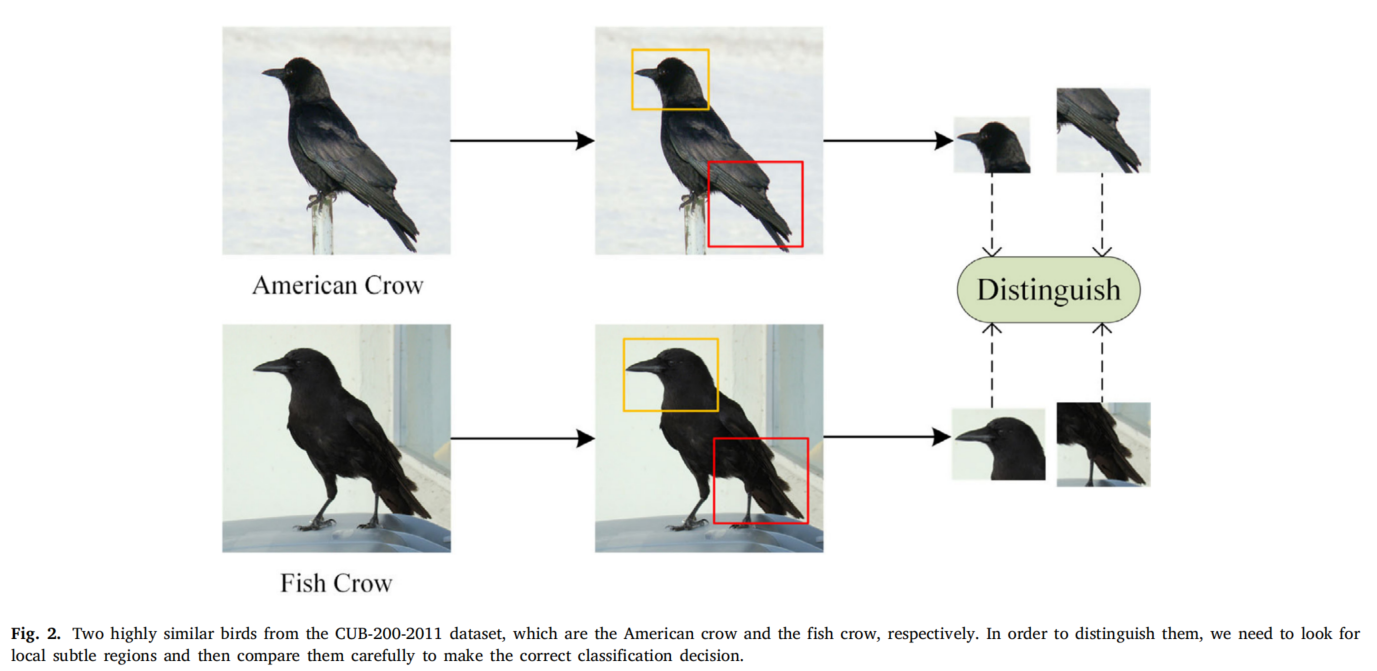 American Crow
Distinguish
Fish Crow
Fig. 2. Two highly similar birds from the CUB-200-2011 dataset, which are the American crow and the fish crow, respectively. In order to distinguish them, we need to look for
local subtle regions and then compare them carefully to make the correct classification decision.